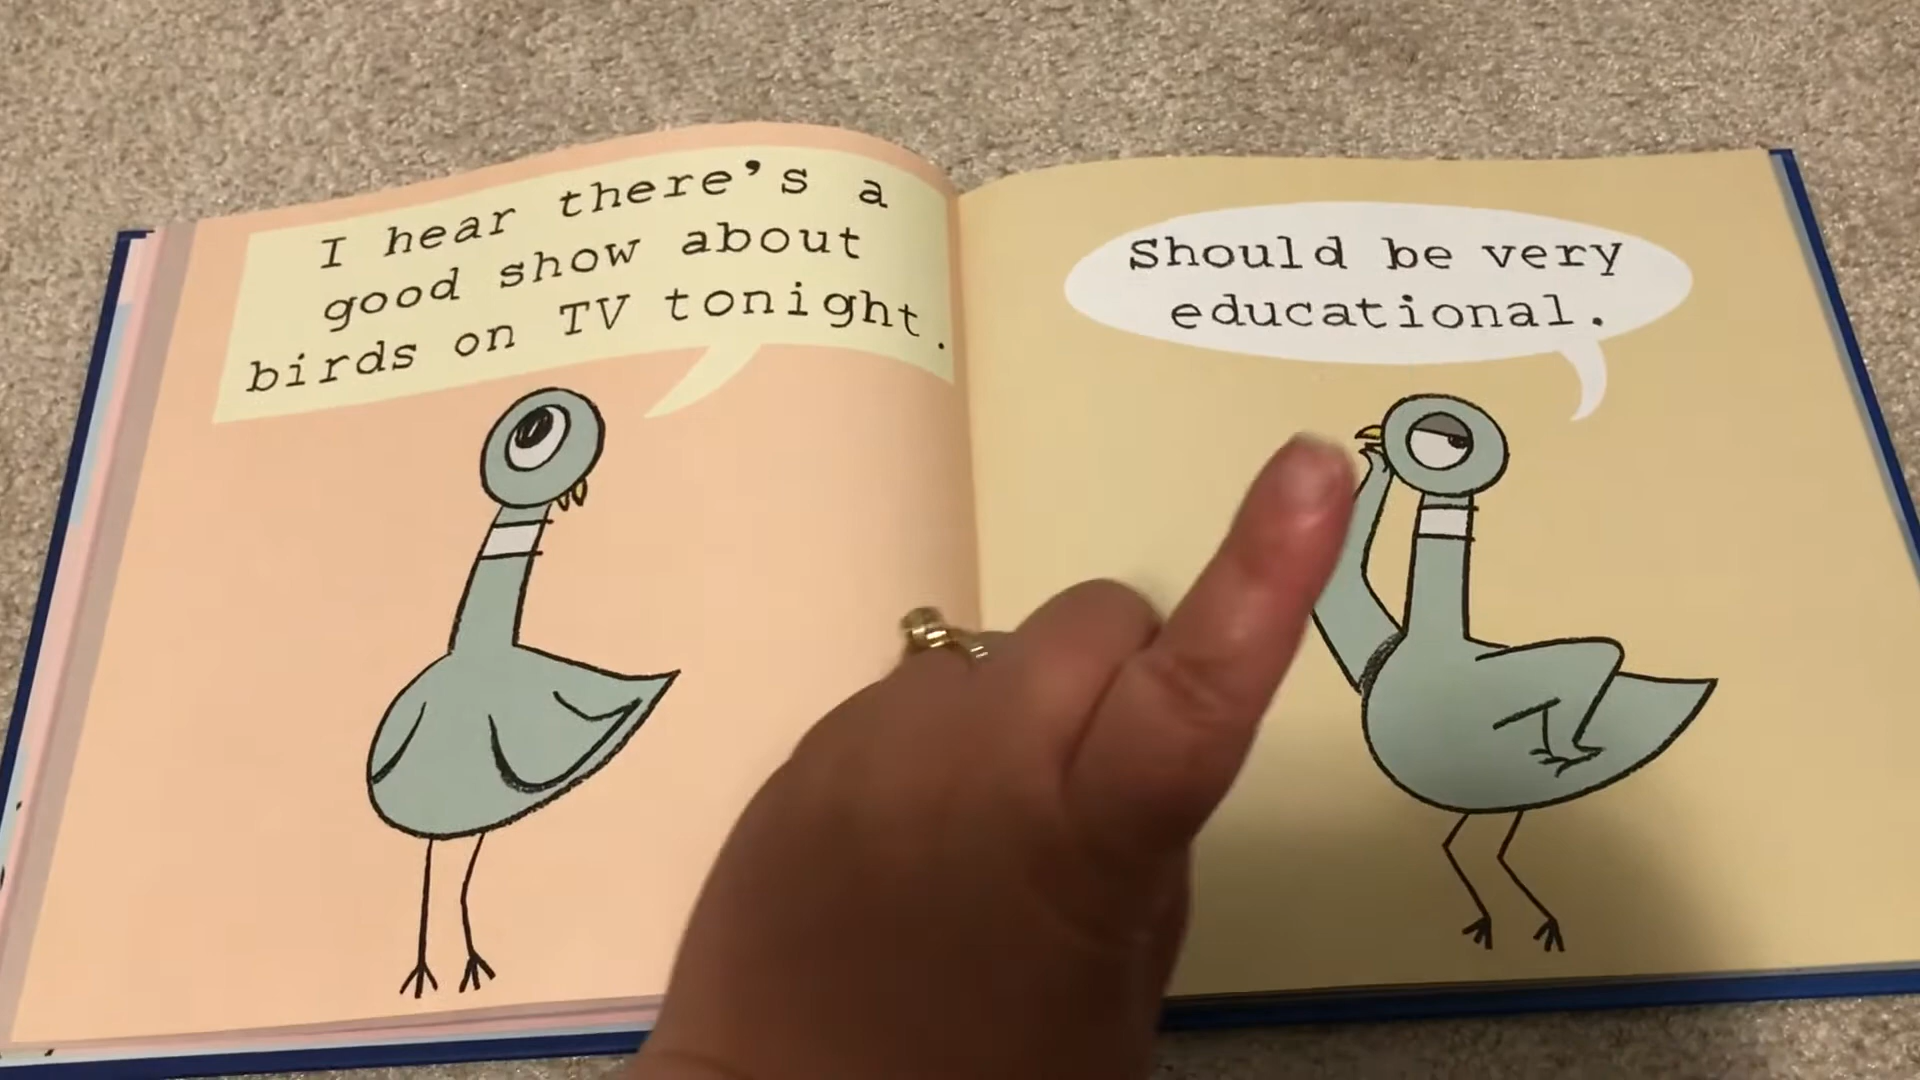 I hear there's a
good show about
birds on TV tonight.
Should be very
educational.